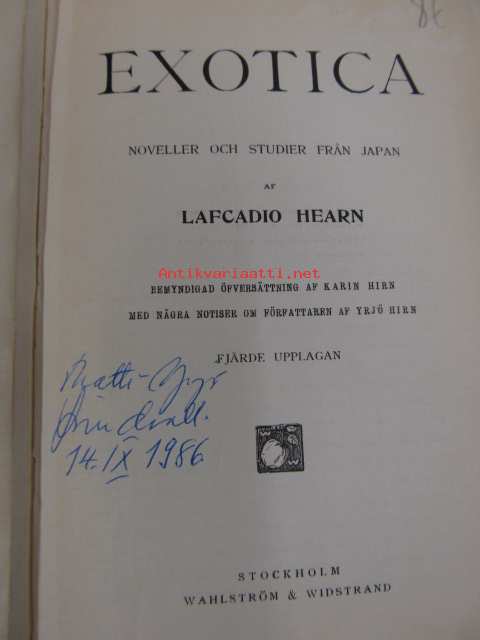 EXOTICA
NOVELLER OCH STUDIER FRÅN JAPAN
AF
LAFCADIO HEARN
Antikvariaatti.net
BEMYNDIGAD ÖFVERSÄTTNING AF KARIN HIRN
MED NÅGRA NOTISER OM FÖRFATTAREN AF YRJÖ HIRN
FJÄRDE UPPLAGAN
14.IX 1986
STOCKHOLM
WAHLSTRÖM & WIDSTRAND